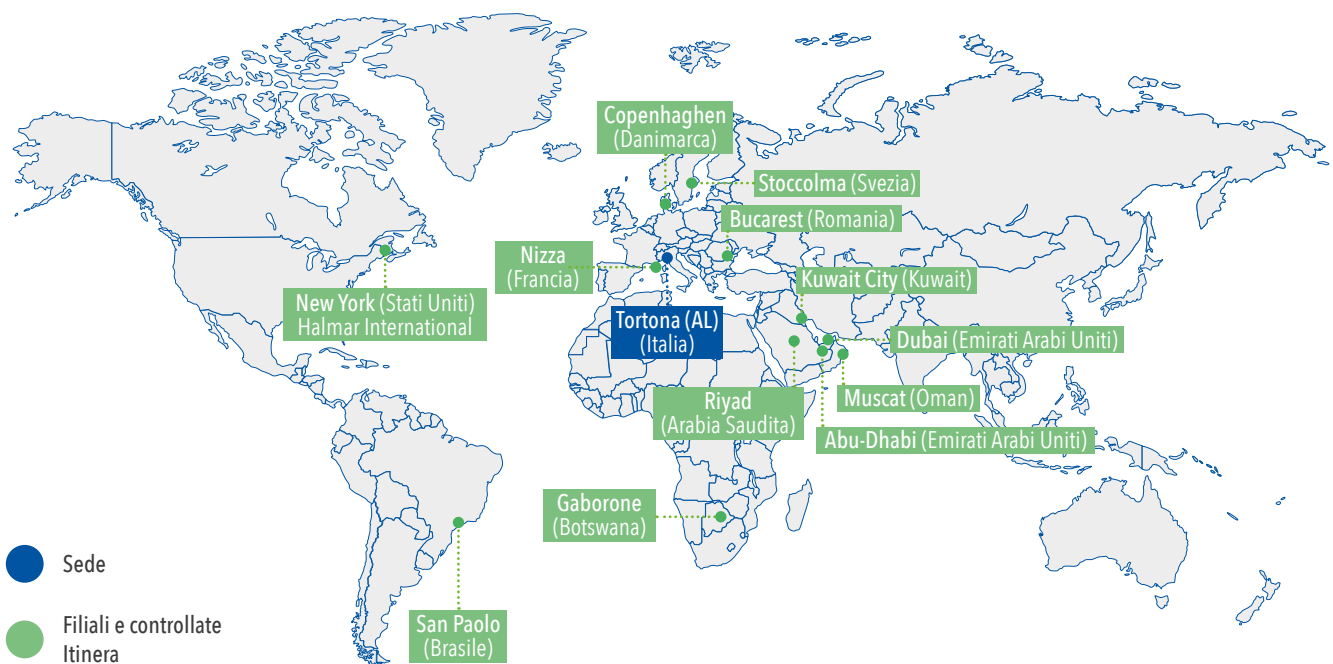 Copenhaghen
(Danimarca)
Stoccolma (Svezia)
Bucarest (Romania)
Nizza
(Francia)
Kuwait City (Kuwait)
New York (Stati Uniti)
Halmar International
Tortona (AL)
(Italia)
Dubai (Emirati Arabi Uniti)
Riyad
(Arabia Saudita)
Muscat (Oman)
Abu-Dhabi (Emirati Arabi Uniti)
Gaborone
(Botswana)
Sede
San Paolo
(Brasile)
Filiali e controllate
Itinera